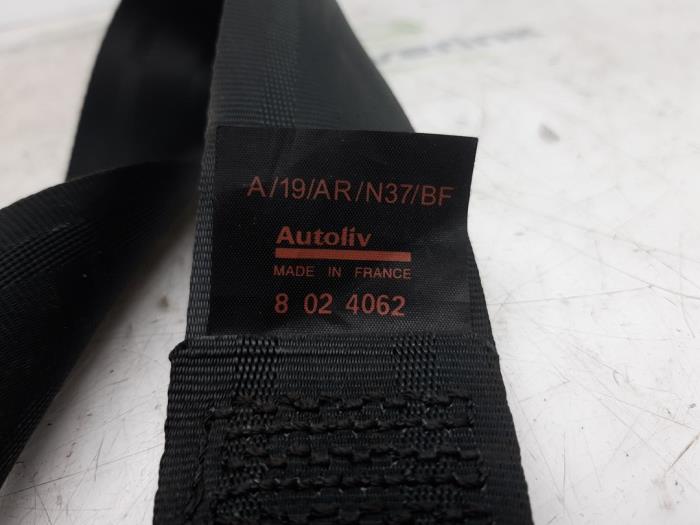 A/19/AR/N37/BF
Autoliv
MADE IN FRANCE
8 02 4062